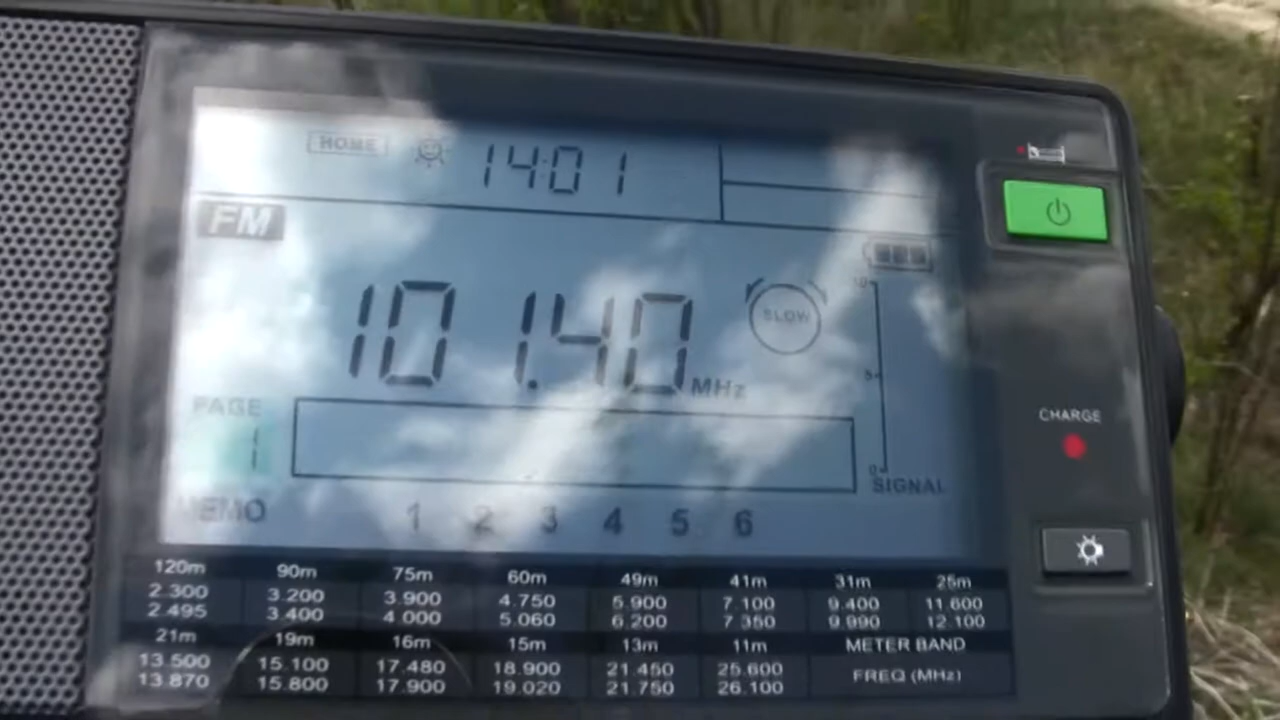 HOME 14:01
FM
101.40 MHz
SLOW
10
5
0
SIGNAL
PAGE
1
MEMO 1 2 3 4 5 6
CHARGE
120m 90m 75m 60m 49m 41m 31m 25m
2.300 3.200 3.900 4.750 5.900 7.100 9.400 11.600
2.495 3.400 4.000 5.060 6.200 7.350 9.990 12.100
21m 19m 16m 15m 13m 11m METER BAND
13.500 15.100 17.480 18.900 21.450 25.600 FREQ (MHz)
13.870 15.800 17.900 19.020 21.750 26.100